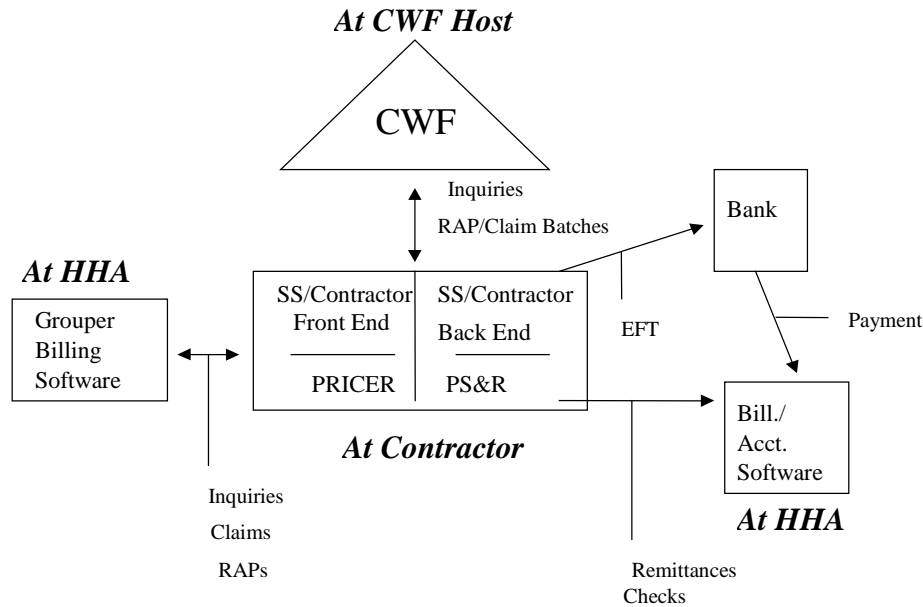 At CWF Host
CWF
Inquiries
RAP/Claim Batches
Bank
At HHA
Grouper
Billing
Software
SS/Contractor
Front End
PRICER
SS/Contractor
Back End
PS&R
EFT
Payment
At Contractor
Bill./
Acct.
Software
At HHA
Inquiries
Claims
RAPs
Remittances
Checks